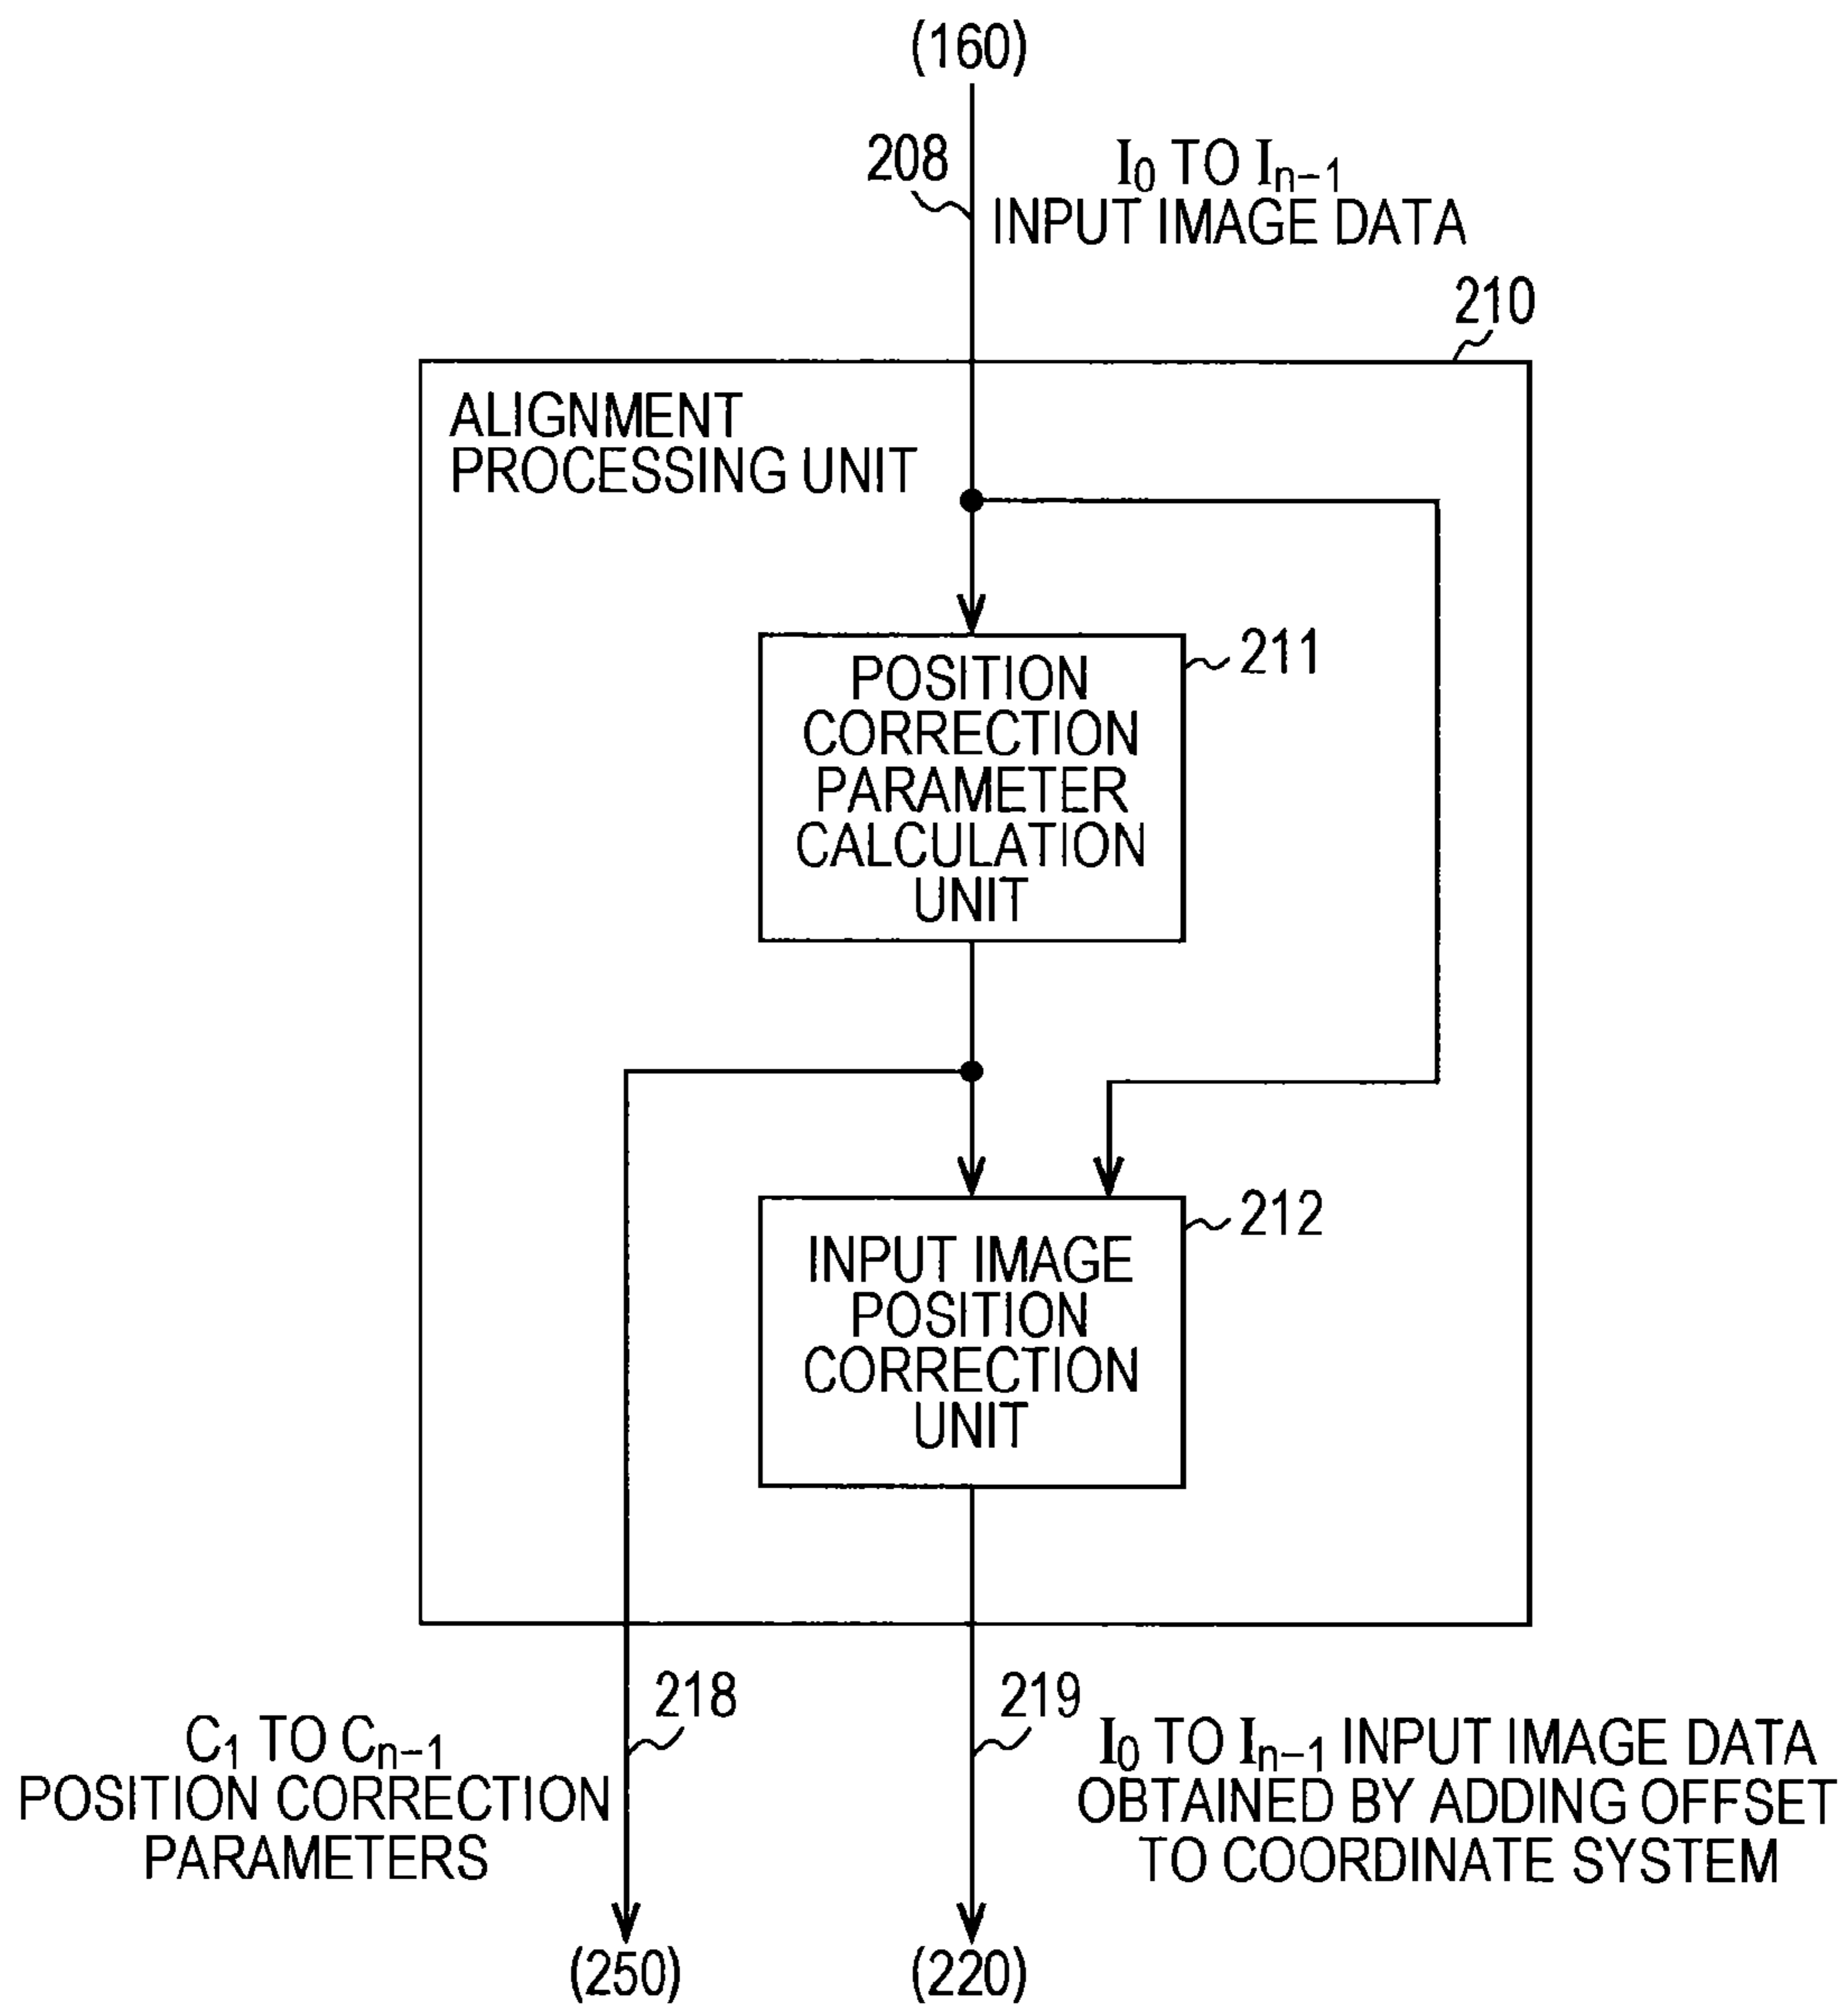 (160)
208
I₀ TO Iₙ₋₁
INPUT IMAGE DATA
210
ALIGNMENT
PROCESSING UNIT
POSITION
CORRECTION
PARAMETER
CALCULATION
UNIT
211
INPUT IMAGE
POSITION
CORRECTION
UNIT
212
218
C₁ TO Cₙ₋₁
POSITION CORRECTION
PARAMETERS
219
I₀ TO Iₙ₋₁ INPUT IMAGE DATA
OBTAINED BY ADDING OFFSET
TO COORDINATE SYSTEM
(250)
(220)